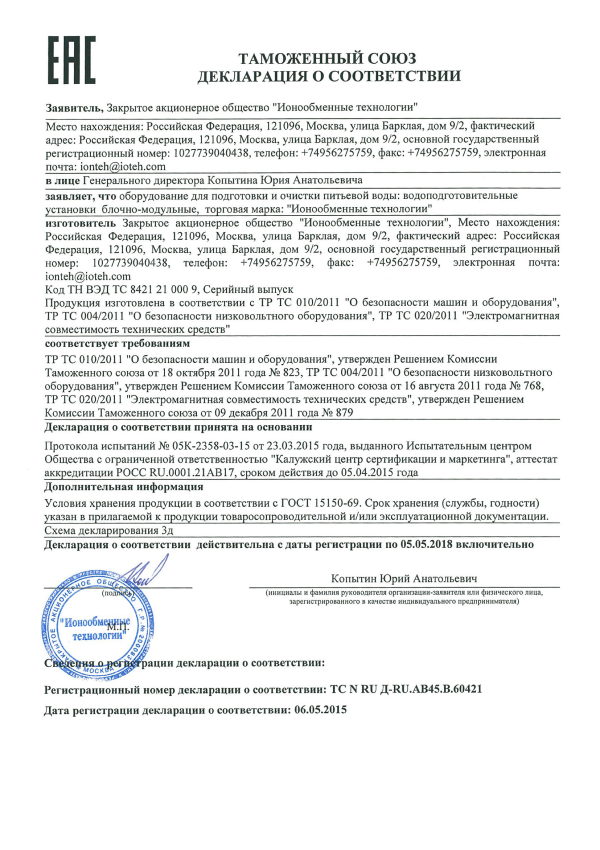 ЕАС
ТАМОЖЕННЫЙ СОЮЗ
ДЕКЛАРАЦИЯ О СООТВЕТСТВИИ
Заявитель, Закрытое акционерное общество "Ионообменные технологии"
Место нахождения: Российская Федерация, 121096, Москва, улица Барклая, дом 9/2, фактический
адрес: Российская Федерация, 121096, Москва, улица Барклая, дом 9/2, основной государственный
регистрационный номер: 1027739040438, телефон: +74956275759, факс: +74956275759, электронная
почта: ionteh@ioteh.com
в лице Генерального директора Копытина Юрия Анатольевича
заявляет, что оборудование для подготовки и очистки питьевой воды: водоподготовительные
установки блочно-модульные, торговая марка: "Ионообменные технологии"
изготовитель Закрытое акционерное общество "Ионообменные технологии", Место нахождения:
Российская Федерация, 121096, Москва, улица Барклая, дом 9/2, фактический адрес: Российская
Федерация, 121096, Москва, улица Барклая, дом 9/2, основной государственный регистрационный
номер: 1027739040438, телефон: +74956275759, факс: +74956275759, электронная почта:
ionteh@ioteh.com
Код ТН ВЭД ТС 8421 21 000 9, Серийный выпуск
Продукция изготовлена в соответствии с ТР ТС 010/2011 "О безопасности машин и оборудования",
ТР ТС 004/2011 "О безопасности низковольтного оборудования", ТР ТС 020/2011 "Электромагнитная
совместимость технических средств"
соответствует требованиям
ТР ТС 010/2011 "О безопасности машин и оборудования", утвержден Решением Комиссии
Таможенного союза от 18 октября 2011 года № 823, ТР ТС 004/2011 "О безопасности низковольтного
оборудования", утвержден Решением Комиссии Таможенного союза от 16 августа 2011 года № 768,
ТР ТС 020/2011 "Электромагнитная совместимость технических средств", утвержден Решением
Комиссии Таможенного союза от 09 декабря 2011 года № 879
Декларация о соответствии принята на основании
Протокола испытаний № 05К-2358-03-15 от 23.03.2015 года, выданного Испытательным центром
Общества с ограниченной ответственностью "Калужский центр сертификации и маркетинга", аттестат
аккредитации РОСС RU.0001.21АВ17, сроком действия до 05.04.2015 года
Дополнительная информация
Условия хранения продукции в соответствии с ГОСТ 15150-69. Срок хранения (службы, годности)
указан в прилагаемой к продукции товаросопроводительной и/или эксплуатационной документации.
Схема декларирования 3д
Декларация о соответствии действительна с даты регистрации по 05.05.2018 включительно
Копытин Юрий Анатольевич
(подпись)
(инициалы и фамилия руководителя организации-заявителя или физического лица,
зарегистрированного в качестве индивидуального предпринимателя)
ЗАКРЫТОЕ АКЦИОНЕРНОЕ ОБЩЕСТВО
"Ионообменные
технологии"
МОСКВА
М.П.
Сведения о регистрации декларации о соответствии:
Регистрационный номер декларации о соответствии: ТС N RU Д-RU.АВ45.В.60421
Дата регистрации декларации о соответствии: 06.05.2015